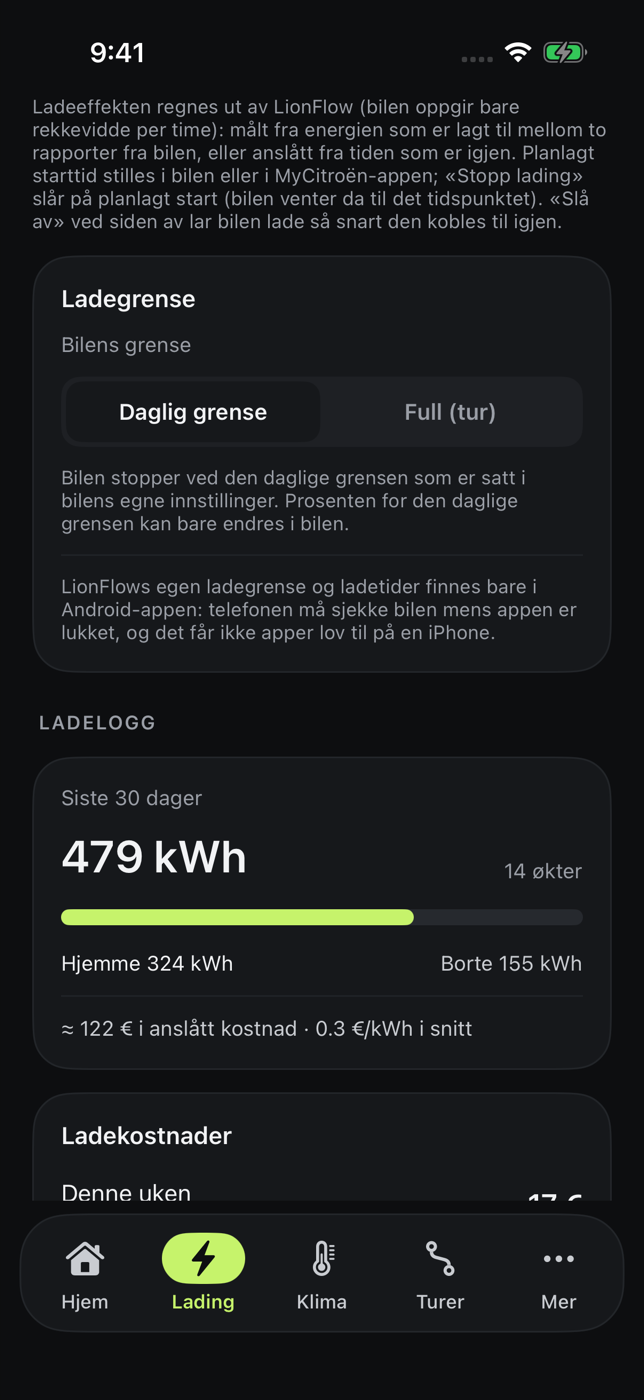 9:41
Ladeeffekten regnes ut av LionFlow (bilen oppgir bare
rekkevidde per time): målt fra energien som er lagt til mellom to
rapporter fra bilen, eller anslått fra tiden som er igjen. Planlagt
starttid stilles i bilen eller i MyCitroën-appen; «Stopp lading»
slår på planlagt start (bilen venter da til det tidspunktet). «Slå
av» ved siden av lar bilen lade så snart den kobles til igjen.
Ladegrense
Bilens grense
Daglig grense
Full (tur)
Bilen stopper ved den daglige grensen som er satt i
bilens egne innstillinger. Prosenten for den daglige
grensen kan bare endres i bilen.
LionFlows egen ladegrense og ladetider finnes bare i
Android-appen: telefonen må sjekke bilen mens appen er
lukket, og det får ikke apper lov til på en iPhone.
LADELOGG
Siste 30 dager
479 kWh
14 økter
Hjemme 324 kWh
Borte 155 kWh
≈ 122 € i anslått kostnad · 0.3 €/kWh i snitt
Ladekostnader
Denne uken
17 €
Hjem
Lading
Klima
Turer
Mer